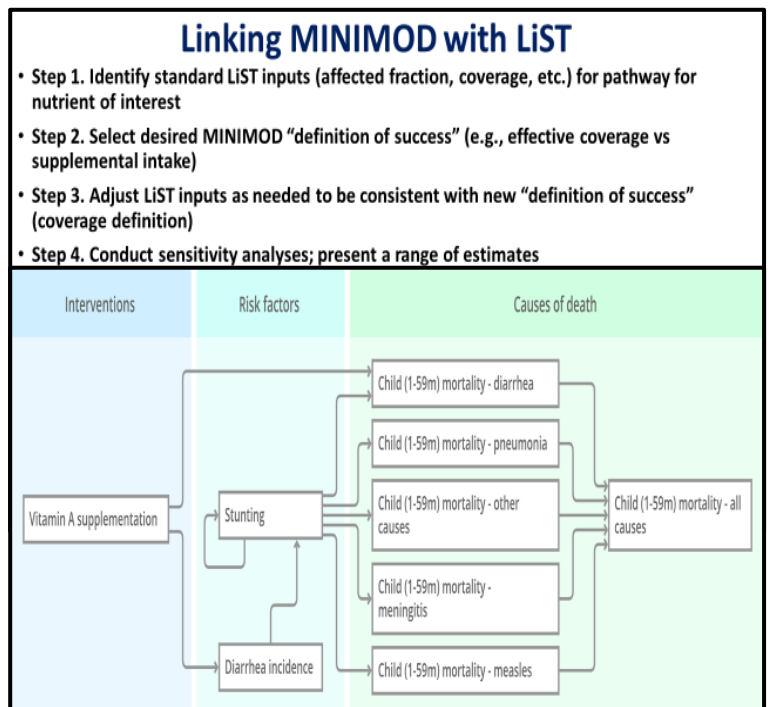 Linking MINIMOD with LiST
• Step 1. Identify standard LiST inputs (affected fraction, coverage, etc.) for pathway for
nutrient of interest
• Step 2. Select desired MINIMOD “definition of success” (e.g., effective coverage vs
supplemental intake)
• Step 3. Adjust LiST inputs as needed to be consistent with new “definition of success”
(coverage definition)
• Step 4. Conduct sensitivity analyses; present a range of estimates
Interventions
Risk factors
Causes of death
Vitamin A supplementation
Stunting
Diarrhea incidence
Child (1-59m) mortality - diarrhea
Child (1-59m) mortality - pneumonia
Child (1-59m) mortality - other
causes
Child (1-59m) mortality -
meningitis
Child (1-59m) mortality - measles
Child (1-59m) mortality - all
causes